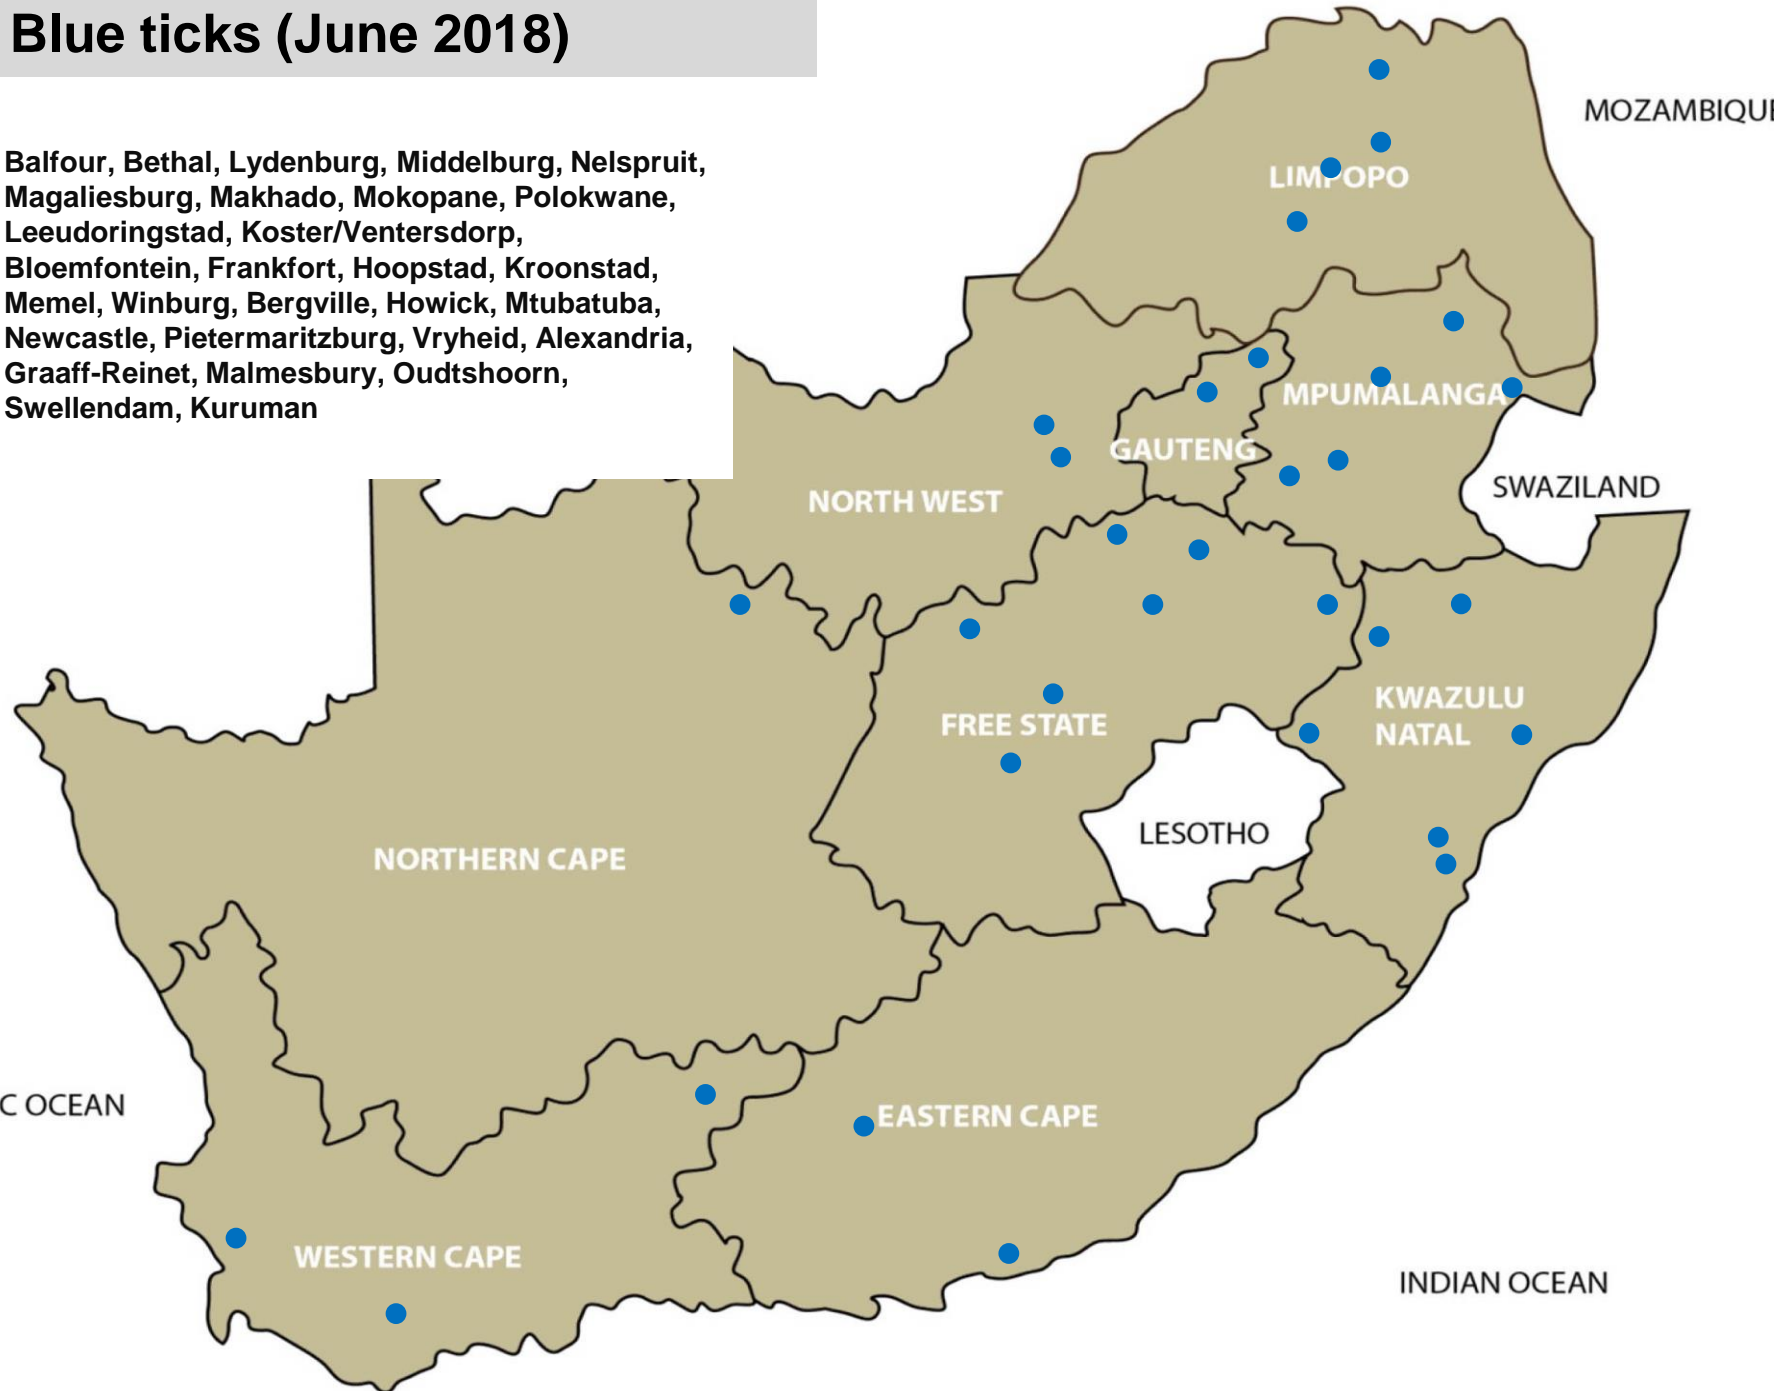 Blue ticks (June 2018)
Balfour, Bethal, Lydenburg, Middelburg, Nelspruit,
Magaliesburg, Makhado, Mokopane, Polokwane,
Leeudoringstad, Koster/Ventersdorp,
Bloemfontein, Frankfort, Hoopstad, Kroonstad,
Memel, Winburg, Bergville, Howick, Mtubatuba,
Newcastle, Pietermaritzburg, Vryheid, Alexandria,
Graaff-Reinet, Malmesbury, Oudtshoorn,
Swellendam, Kuruman
MOZAMBIQUE
LIMPOPO
MPUMALANGA
GAUTENG
SWAZILAND
NORTH WEST
KWAZULU
NATAL
FREE STATE
LESOTHO
NORTHERN CAPE
C OCEAN
EASTERN CAPE
WESTERN CAPE
INDIAN OCEAN